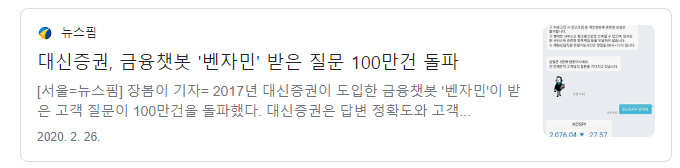 뉴스핌
대신증권, 금융챗봇 '벤자민' 받은 질문 100만건 돌파
[서울=뉴스핌] 장봄이 기자= 2017년 대신증권이 도입한 금융챗봇 '벤자민'이 받
은 고객 질문이 100만건을 돌파했다. 대신증권은 답변 정확도와 고객...
2020. 2. 26.
KOSPI
2,076.04 ▼ 27.57